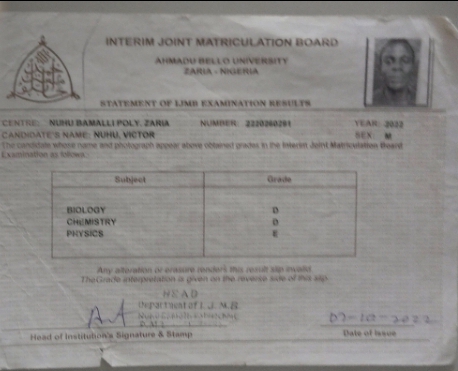 INTERIM JOINT MATRICULATION BOARD
AHMADU BELLO UNIVERSITY
ZARIA - NIGERIA
STATEMENT OF IJMB EXAMINATION RESULTS
CENTRE: NUHU BAMALLI POLY. ZARIA NUMBER: 2220360291 YEAR: 2022
CANDIDATE'S NAME: NUHU, VICTOR SEX: M
The candidate whose name and photograph appear above obtained grades in the Interim Joint Matriculation Board
Examination as follows:
Subject Grade
BIOLOGY D
CHEMISTRY D
PHYSICS E
Any alteration or erasure renders this result slip invalid.
The Grade interpretation is given on the reverse side of this slip.
HEAD
Department of I.J.M.B
07-10-2022
Head of Institution's Signature & Stamp Date of Issue